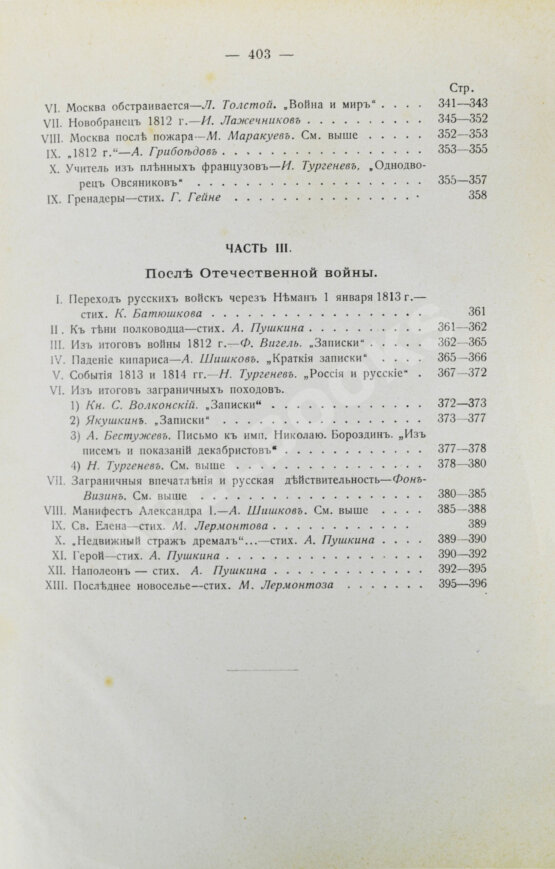 — 403 —
Стр.
VI. Москва обстраивается—Л. Толстой. „Война и миръ“ . . . . 341—343
VII. Новобранецъ 1812 г.—И. Лажечниковъ . . . . . . . . . . 345—352
VIII. Москва послѣ пожара—М. Маракуевъ. См. выше . . . . . 352—353
IX. „1812 г.“—А. Грибоѣдовъ . . . . . . . . . . . . . . . . 353—355
X. Учитель изъ плѣнныхъ французовъ—И. Тургеневъ. „Однодво-
рецъ Овсяниковъ“ . . . . . . . . . . . . . . . . . . 355—357
IX. Гренадеры—стих. Г. Гейне . . . . . . . . . . . . . . . 358
ЧАСТЬ III.
Послѣ Отечественной войны.
I. Переходъ русскихъ войскъ черезъ Нѣманъ 1 января 1813 г.—
стих. К. Батюшкова . . . . . . . . . . . . . . . . . 361
II. Къ тѣни полководца—стих. А. Пушкина . . . . . . . . . . 361—362
III. Изъ итоговъ войны 1812 г.—Ф. Вигель. „Записки“ . . . . . 362—365
IV. Паденіе кипариса—А. Шишковъ. „Краткія записки“ . . . . . 365—366
V. Событія 1813 и 1814 гг.—Н. Тургеневъ. „Россія и русскіе“ . 367—372
VI. Изъ итоговъ заграничныхъ походовъ.
1) Кн. С. Волконскій. „Записки“ . . . . . . . . . . . . . 372—373
2) Якушкинъ. „Записки“ . . . . . . . . . . . . . . . . . 373—377
3) А. Бестужевъ. Письмо къ имп. Николаю. Бороздинъ. „Изъ
писемъ и показаній декабристовъ“ . . . . . . . . . . . 377—378
4) Н. Тургеневъ. См. выше . . . . . . . . . . . . . . . . 378—380
VII. Заграничныя впечатлѣнія и русская дѣйствительность—Фонъ-
Визинъ. См. выше . . . . . . . . . . . . . . . . . . 380—385
VIII. Манифестъ Александра I.—А. Шишковъ. См. выше . . . . 385—388
IX. Св. Елена—стих. М. Лермонтова . . . . . . . . . . . . . 389
X. „Недвижный стражъ дремалъ“...—стих. А. Пушкина . . . . 389—390
XI. Герой—стих. А. Пушкина . . . . . . . . . . . . . . . . 390—392
XII. Наполеонъ — стих. А. Пушкина . . . . . . . . . . . . . 392—395
XIII. Послѣднее новоселье—стих. М. Лермонтоза . . . . . . . 395—396